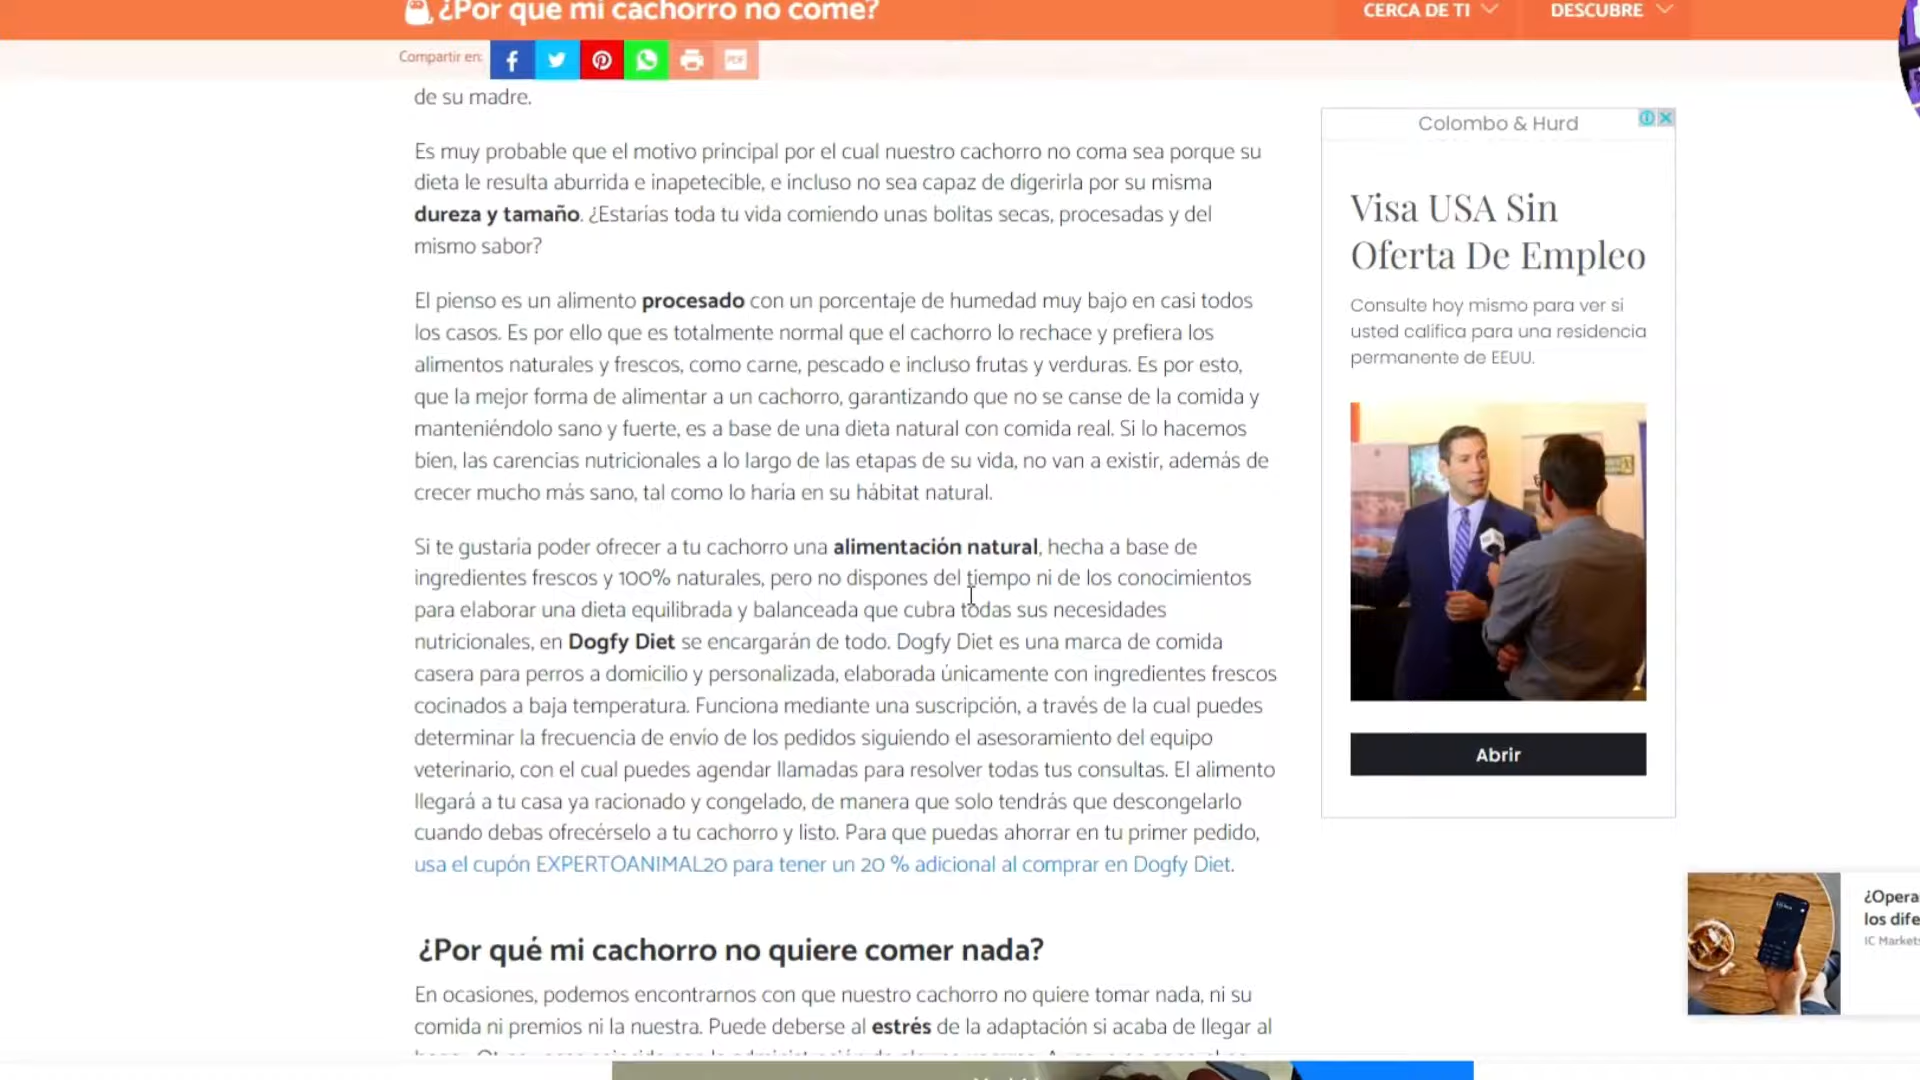 ¿Por qué mi cachorro no come?
CERCA DE TI
DESCUBRE
Compartir en:
PDF
de su madre.
Es muy probable que el motivo principal por el cual nuestro cachorro no coma sea porque su
dieta le resulta aburrida e inapetecible, e incluso no sea capaz de digerirla por su misma
dureza y tamaño. ¿Estarías toda tu vida comiendo unas bolitas secas, procesadas y del
mismo sabor?
El pienso es un alimento procesado con un porcentaje de humedad muy bajo en casi todos
los casos. Es por ello que es totalmente normal que el cachorro lo rechace y prefiera los
alimentos naturales y frescos, como carne, pescado e incluso frutas y verduras. Es por esto,
que la mejor forma de alimentar a un cachorro, garantizando que no se canse de la comida y
manteniéndolo sano y fuerte, es a base de una dieta natural con comida real. Si lo hacemos
bien, las carencias nutricionales a lo largo de las etapas de su vida, no van a existir, además de
crecer mucho más sano, tal como lo haría en su hábitat natural.
Si te gustaría poder ofrecer a tu cachorro una alimentación natural, hecha a base de
ingredientes frescos y 100% naturales, pero no dispones del tiempo ni de los conocimientos
para elaborar una dieta equilibrada y balanceada que cubra todas sus necesidades
nutricionales, en Dogfy Diet se encargarán de todo. Dogfy Diet es una marca de comida
casera para perros a domicilio y personalizada, elaborada únicamente con ingredientes frescos
cocinados a baja temperatura. Funciona mediante una suscripción, a través de la cual puedes
determinar la frecuencia de envío de los pedidos siguiendo el asesoramiento del equipo
veterinario, con el cual puedes agendar llamadas para resolver todas tus consultas. El alimento
llegará a tu casa ya racionado y congelado, de manera que solo tendrás que descongelarlo
cuando debas ofrecérselo a tu cachorro y listo. Para que puedas ahorrar en tu primer pedido,
usa el cupón EXPERTOANIMAL20 para tener un 20 % adicional al comprar en Dogfy Diet.
¿Por qué mi cachorro no quiere comer nada?
En ocasiones, podemos encontrarnos con que nuestro cachorro no quiere tomar nada, ni su
comida ni premios ni la nuestra. Puede deberse al estrés de la adaptación si acaba de llegar al
Colombo & Hurd
Visa USA Sin
Oferta De Empleo
Consulte hoy mismo para ver si
usted califica para una residencia
permanente de EEUU.
Abrir
¿Opera
los dife
IC Markets